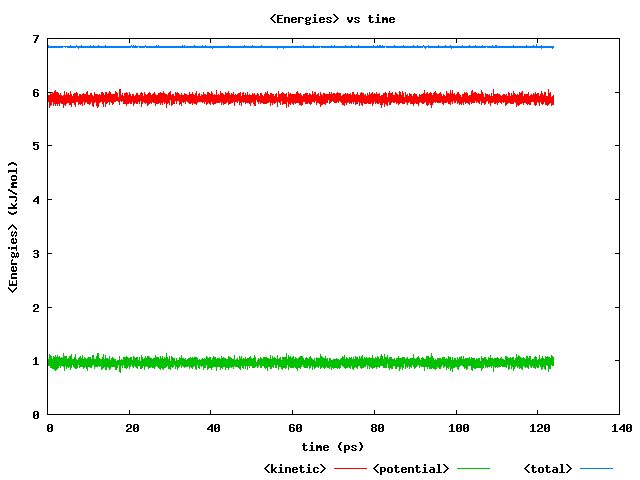 <Energies> vs time
7
6
5
4
3
2
1
0
<Energies> (kJ/mol)
0 20 40 60 80 100 120 140
time (ps)
<kinetic> <potential> <total>